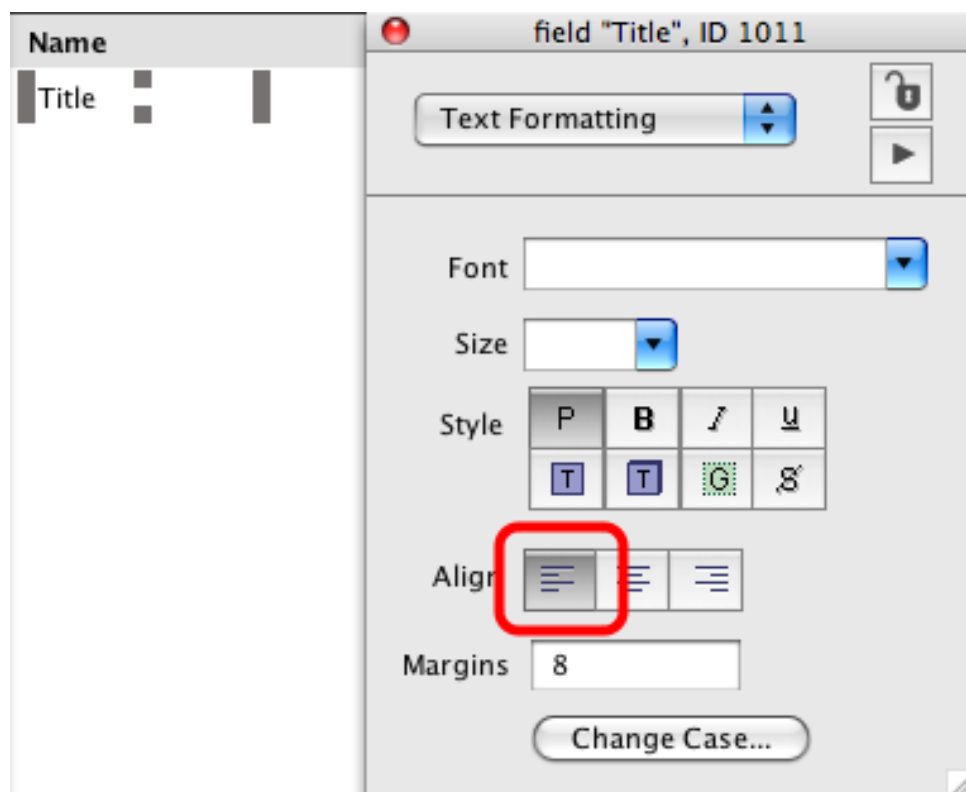 Name
Title
field "Title", ID 1011
Text Formatting
Font
Size
Style
P B I U
T T G S
Align
Margins 8
Change Case...